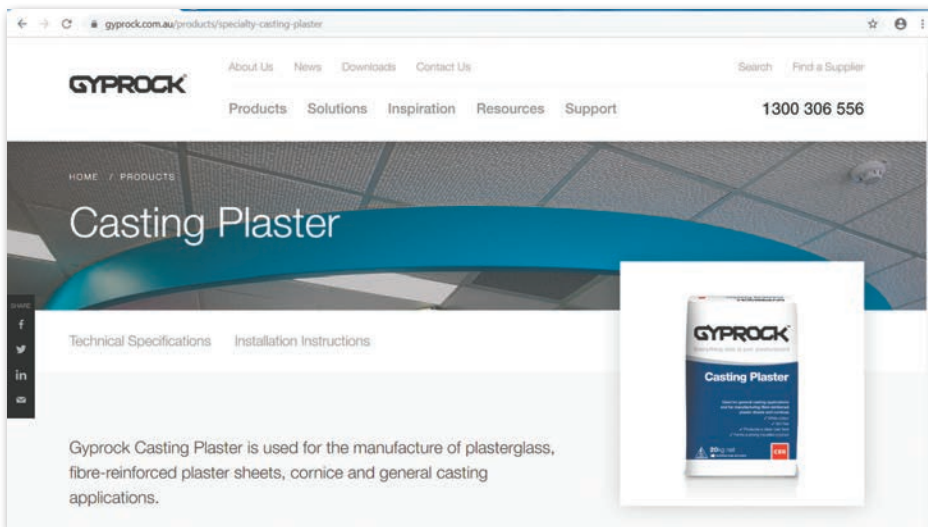 gyprock.com.au/products/specialty-casting-plaster
About Us News Downloads Contact Us Search Find a Supplier
GYPROCK
Products Solutions Inspiration Resources Support 1300 306 556
HOME / PRODUCTS
Casting Plaster
SHARE
Technical Specifications Installation Instructions
GYPROCK
Casting Plaster
20kg net
CSR
Gyprock Casting Plaster is used for the manufacture of plasterglass,
fibre-reinforced plaster sheets, cornice and general casting
applications.